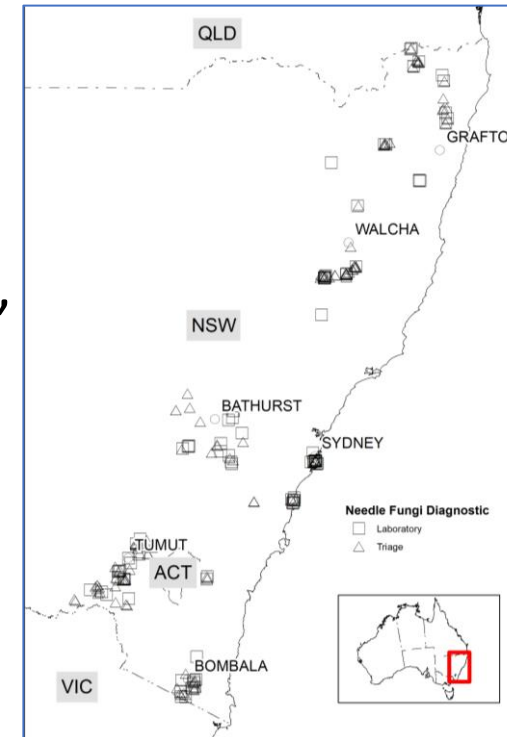 QLD
GRAFTO
WALCHA
NSW
BATHURST
SYDNEY
Needle Fungi Diagnostic
Laboratory
Triage
TUMUT
ACT
BOMBALA
VIC
,